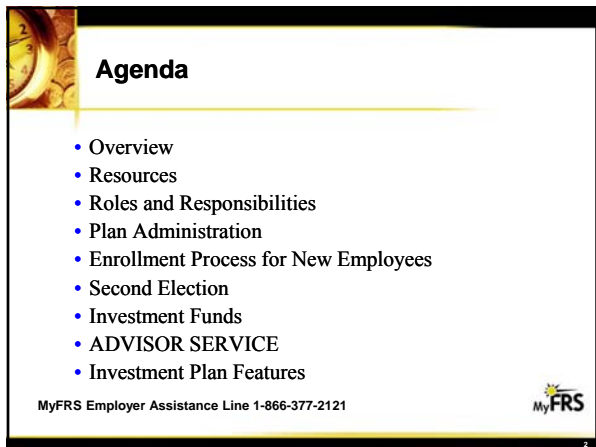 Agenda
• Overview
• Resources
• Roles and Responsibilities
• Plan Administration
• Enrollment Process for New Employees
• Second Election
• Investment Funds
• ADVISOR SERVICE
• Investment Plan Features
MyFRS Employer Assistance Line 1-866-377-2121
MyFRS
2